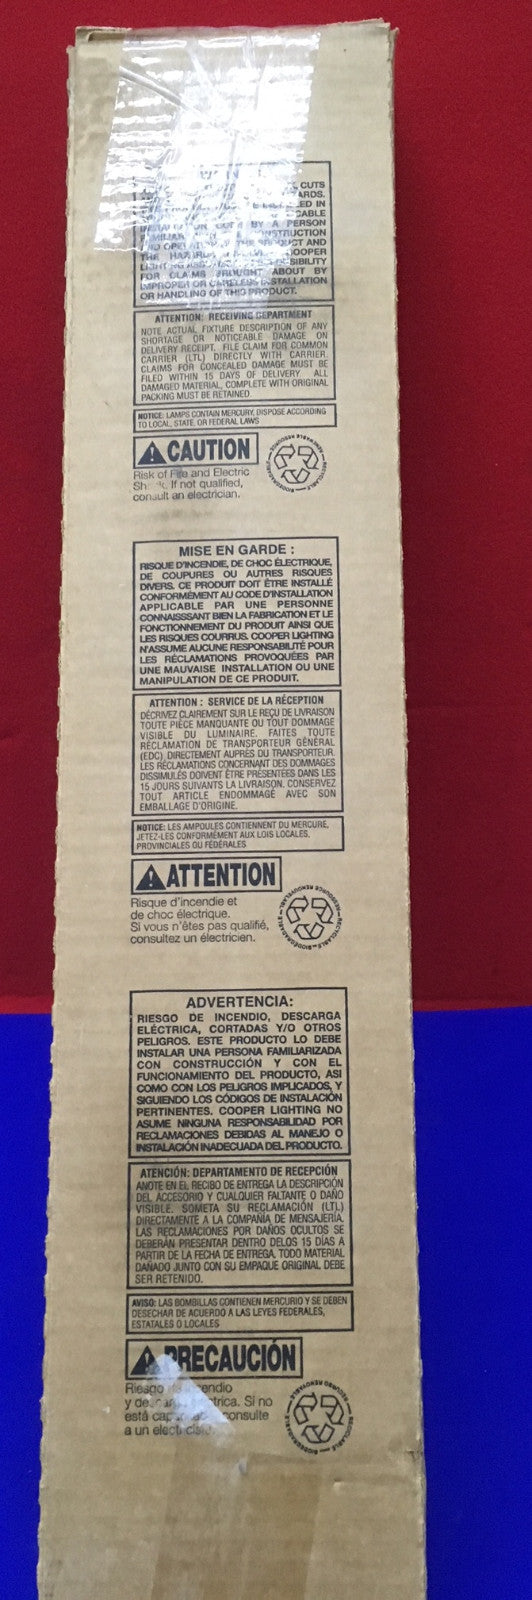 CUTS
BY A PERSON
PRODUCT AND
THE
FOR CLAIMS BROUGHT ABOUT BY
IMPROPER OR CARELESS INSTALLATION
OR HANDLING OF THIS PRODUCT.
ATTENTION: RECEIVING DEPARTMENT
NOTE ACTUAL FIXTURE DESCRIPTION OF ANY
SHORTAGE OR NOTICEABLE DAMAGE ON
DELIVERY RECEIPT. FILE CLAIM FOR COMMON
CARRIER (LTL) DIRECTLY WITH CARRIER.
CLAIMS FOR CONCEALED DAMAGE MUST BE
FILED WITHIN 15 DAYS OF DELIVERY. ALL
DAMAGED MATERIAL, COMPLETE WITH ORIGINAL
PACKING MUST BE RETAINED.
NOTICE: LAMPS CONTAIN MERCURY, DISPOSE ACCORDING
TO LOCAL, STATE, OR FEDERAL LAWS
CAUTION
Risk of Fire and Electric
If not qualified,
consult an electrician.
RENEWABLE RESOURCE RECYCLABLE BIODEGRADABLE
MISE EN GARDE :
RISQUE D'INCENDIE, DE CHOC ÉLECTRIQUE,
DE COUPURES OU AUTRES RISQUES
DIVERS. CE PRODUIT DOIT ÊTRE INSTALLÉ
CONFORMÉMENT AU CODE D'INSTALLATION
APPLICABLE PAR UNE PERSONNE
CONNAISSSANT BIEN LA FABRICATION ET LE
FONCTIONNEMENT DU PRODUIT AINSI QUE
LES RISQUES COURRUS. COOPER LIGHTING
N'ASSUME AUCUNE RESPONSABILITÉ POUR
LES RÉCLAMATIONS PROVOQUÉES PAR
UNE MAUVAISE INSTALLATION OU UNE
MANIPULATION DE CE PRODUIT.
ATTENTION : SERVICE DE LA RÉCEPTION
DÉCRIVEZ CLAIREMENT SUR LE REÇU DE LIVRAISON
TOUTE PIÈCE MANQUANTE OU TOUT DOMMAGE
VISIBLE DU LUMINAIRE. FAITES TOUTE
RÉCLAMATION DE TRANSPORTEUR GÉNÉRAL
(EDC) DIRECTEMENT AUPRÈS DU TRANSPORTEUR.
LES RÉCLAMATIONS CONCERNANT DES DOMMAGES
DISSIMULÉS DOIVENT ÊTRE PRÉSENTÉES DANS LES
15 JOURS SUIVANTS LA LIVRAISON. CONSERVEZ
TOUT ARTICLE ENDOMMAGÉ AVEC SON
EMBALLAGE D'ORIGINE.
NOTICE: LES AMPOULES CONTIENNENT DU MERCURE,
JETEZ-LES CONFORMÉMENT AUX LOIS LOCALES,
PROVINCIALES OU FÉDÉRALES
ATTENTION
Risque d'incendie et
de choc électrique.
Si vous n'êtes pas qualifié,
consultez un électricien.
RESSOURCE RENOUVELABLE RECYCLABLE BIODÉGRADABLE
ADVERTENCIA:
RIESGO DE INCENDIO, DESCARGA
ELÉCTRICA, CORTADAS Y/O OTROS
PELIGROS. ESTE PRODUCTO LO DEBE
INSTALAR UNA PERSONA FAMILIARIZADA
CON CONSTRUCCIÓN Y CON EL
FUNCIONAMIENTO DEL PRODUCTO, ASI
COMO CON LOS PELIGROS IMPLICADOS, Y
SIGUIENDO LOS CÓDIGOS DE INSTALACIÓN
PERTINENTES. COOPER LIGHTING NO
ASUME NINGUNA RESPONSABILIDAD POR
RECLAMACIONES DEBIDAS AL MANEJO O
INSTALACIÓN INADECUADA DEL PRODUCTO.
ATENCIÓN: DEPARTAMENTO DE RECEPCIÓN
ANOTE EN EL RECIBO DE ENTREGA LA DESCRIPCIÓN
DEL ACCESORIO Y CUALQUIER FALTANTE O DAÑO
VISIBLE. SOMETA SU RECLAMACIÓN (LTL)
DIRECTAMENTE A LA COMPAÑÍA DE MENSAJERÍA.
LAS RECLAMACIONES POR DAÑOS OCULTOS SE
DEBERÁN PRESENTAR DENTRO DELOS 15 DÍAS A
PARTIR DE LA FECHA DE ENTREGA. TODO MATERIAL
DAÑADO JUNTO CON SU EMPAQUE ORIGINAL DEBE
SER RETENIDO.
AVISO: LAS BOMBILLAS CONTIENEN MERCURIO Y SE DEBEN
DESECHAR DE ACUERDO A LAS LEYES FEDERALES,
ESTATALES O LOCALES
PRECAUCIÓN
Riesgo
Si no
está consulte
a un
RECURSO RENOVABLE RECICLABLE BIODEGRADABLE